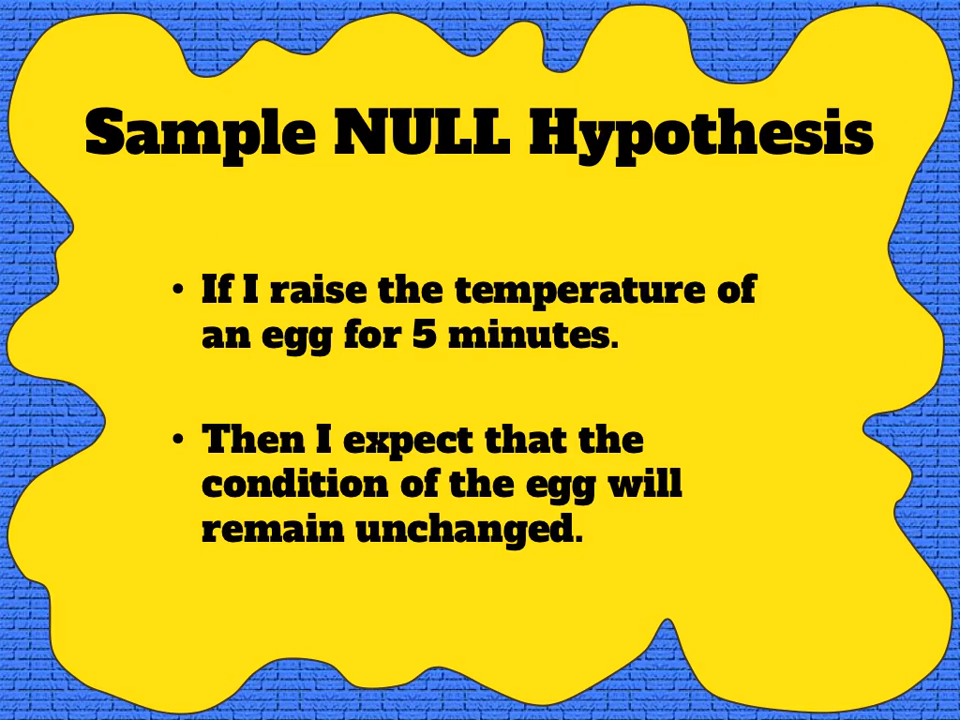 Sample NULL Hypothesis
• If I raise the temperature of
an egg for 5 minutes.
• Then I expect that the
condition of the egg will
remain unchanged.